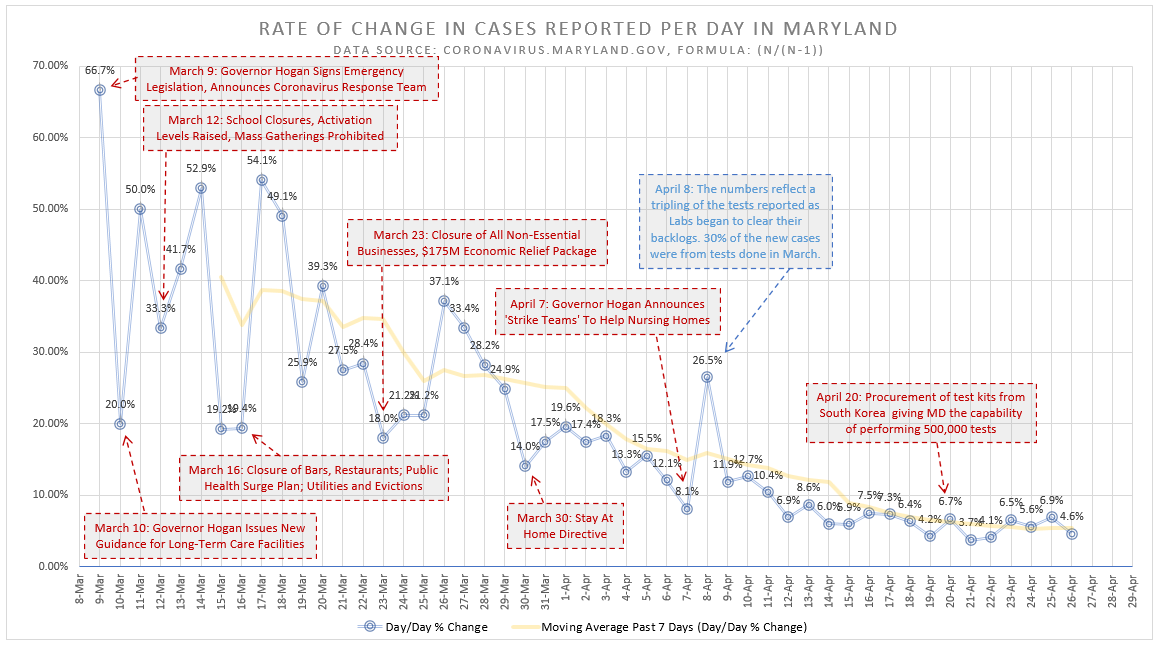 RATE OF CHANGE IN CASES REPORTED PER DAY IN MARYLAND
DATA SOURCE: CORONAVIRUS.MARYLAND.GOV, FORMULA: (N/(N-1))
70.00%
60.00%
50.00%
40.00%
30.00%
20.00%
10.00%
0.00%
March 9: Governor Hogan Signs Emergency
Legislation, Announces Coronavirus Response Team
March 12: School Closures, Activation
Levels Raised, Mass Gatherings Prohibited
March 23: Closure of All Non-Essential
Businesses, $175M Economic Relief Package
April 8: The numbers reflect a
tripling of the tests reported as
Labs began to clear their
backlogs. 30% of the new cases
were from tests done in March.
April 7: Governor Hogan Announces
'Strike Teams' To Help Nursing Homes
April 20: Procurement of test kits from
South Korea giving MD the capability
of performing 500,000 tests
March 16: Closure of Bars, Restaurants; Public
Health Surge Plan; Utilities and Evictions
March 10: Governor Hogan Issues New
Guidance for Long-Term Care Facilities
March 30: Stay At
Home Directive
66.7%
20.0%
50.0%
33.3%
41.7%
52.9%
19.2%
19.4%
54.1%
49.1%
25.9%
39.3%
27.5%
28.4%
18.0%
21.2%
21.2%
37.1%
33.4%
28.2%
24.9%
14.0%
17.5%
19.6%
17.4%
18.3%
13.3%
15.5%
12.1%
8.1%
26.5%
11.9%
12.7%
10.4%
6.9%
8.6%
6.0%
5.9%
7.5%
7.3%
6.4%
4.2%
6.7%
3.7%
4.1%
6.5%
5.6%
6.9%
4.6%
8-Mar
9-Mar
10-Mar
11-Mar
12-Mar
13-Mar
14-Mar
15-Mar
16-Mar
17-Mar
18-Mar
19-Mar
20-Mar
21-Mar
22-Mar
23-Mar
24-Mar
25-Mar
26-Mar
27-Mar
28-Mar
29-Mar
30-Mar
31-Mar
1-Apr
2-Apr
3-Apr
4-Apr
5-Apr
6-Apr
7-Apr
8-Apr
9-Apr
10-Apr
11-Apr
12-Apr
13-Apr
14-Apr
15-Apr
16-Apr
17-Apr
18-Apr
19-Apr
20-Apr
21-Apr
22-Apr
23-Apr
24-Apr
25-Apr
26-Apr
27-Apr
28-Apr
29-Apr
Day/Day % Change
Moving Average Past 7 Days (Day/Day % Change)